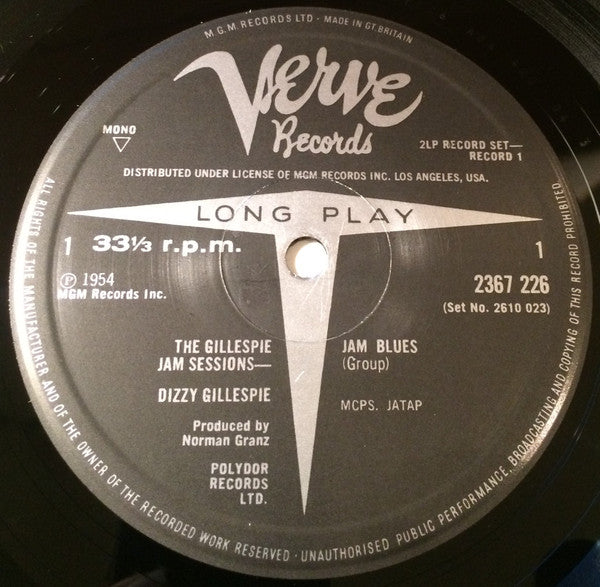 M.G.M. RECORDS LTD · MADE IN GT BRITAIN
Verve
Records
MONO
2LP RECORD SET—
RECORD 1
DISTRIBUTED UNDER LICENSE OF MGM RECORDS INC. LOS ANGELES, USA.
LONG PLAY
1 33⅓ r.p.m. 1
Ⓟ 1954
MGM Records Inc.
2367 226
(Set No. 2610 023)
THE GILLESPIE
JAM SESSIONS—
DIZZY GILLESPIE
Produced by
Norman Granz
POLYDOR
RECORDS
LTD.
JAM BLUES
(Group)
MCPS. JATAP
ALL RIGHTS OF THE MANUFACTURER AND OF THE OWNER OF THE RECORDED WORK RESERVED · UNAUTHORISED PUBLIC PERFORMANCE, BROADCASTING AND COPYING OF THIS RECORD PROHIBITED.